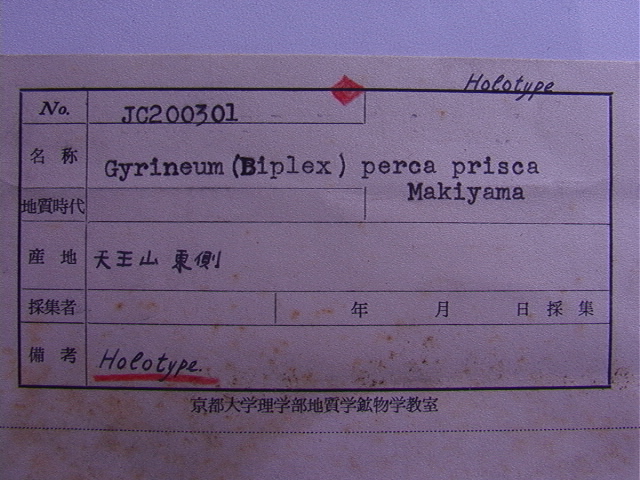 Holotype
No. JC200301
名称 Gyrineum (Biplex) perca prisca
Makiyama
地質時代
産地 天王山 東側
採集者 年 月 日 採集
備考 Holotype.
京都大学理学部地質学鉱物学教室